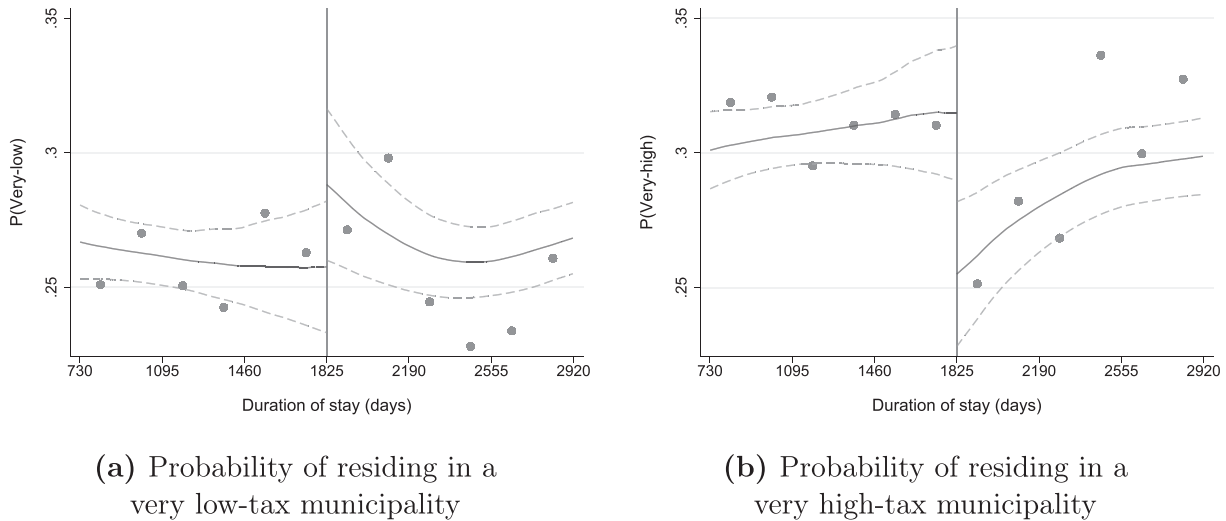 .35
.3
.25
P(Very-low)
730 1095 1460 1825 2190 2555 2920
Duration of stay (days)
(a) Probability of residing in a
very low-tax municipality
.35
.3
.25
P(Very-high)
730 1095 1460 1825 2190 2555 2920
Duration of stay (days)
(b) Probability of residing in a
very high-tax municipality